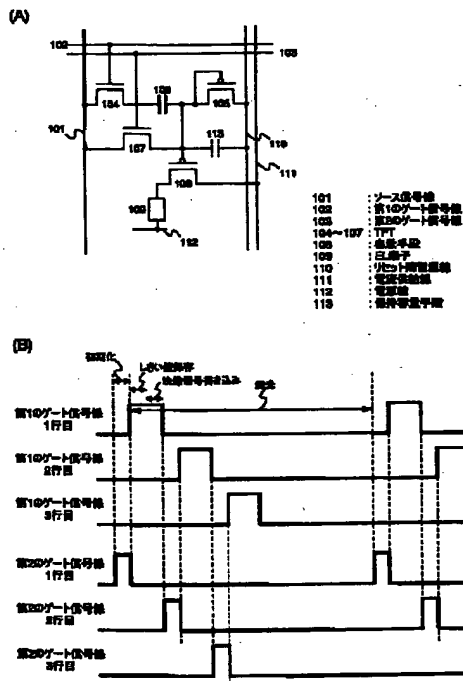 (A)
102
103
108
104
105
101
107
113
110
106
111
109
112
101 : ソース信号線
102 : 第1のゲート信号線
103 : 第2のゲート信号線
104～107 : TFT
108 : 容量手段
109 : EL素子
110 : リセット用電源線
111 : 電流供給線
112 : 電源線
113 : 保持容量手段
(B)
初期化
しきい値保存
映像信号書き込み
発光
第1のゲート信号線
1行目
第1のゲート信号線
2行目
第1のゲート信号線
3行目
第2のゲート信号線
1行目
第2のゲート信号線
2行目
第2のゲート信号線
3行目